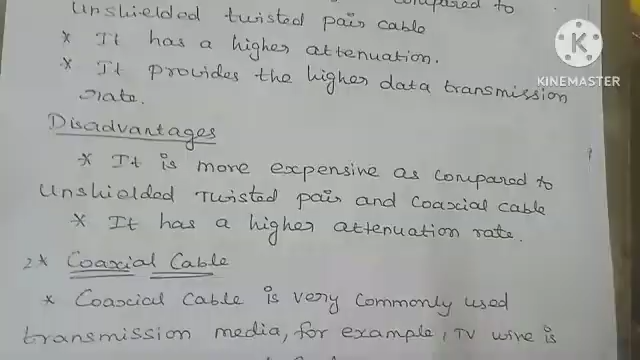 compared to
unshielded twisted pair cable
* It has a higher attenuation.
* It provides the higher data transmission
rate.
Disadvantages
* It is more expensive as compared to
unshielded Twisted pair and coaxial cable
* It has a higher attenuation rate.
2* Coaxial Cable
* Coaxial cable is very commonly used
transmission media, for example, TV wire is
K
KINEMASTER